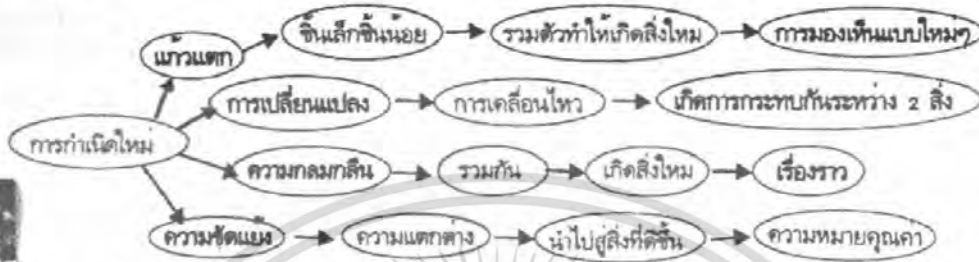 แก้วแตก ชิ้นเล็กชิ้นน้อย รวมตัวทำให้เกิดสิ่งใหม่ การมองเห็นแบบใหม่ๆ
การเปลี่ยนแปลง การเคลื่อนไหว เกิดการกระทบกันระหว่าง 2 สิ่ง
การกำเนิดใหม่
ความกลมกลืน รวมกัน เกิดสิ่งใหม่ เรื่องราว
ความขัดแย้ง ความแตกต่าง นำไปสู่สิ่งที่ดีขึ้น ความหมายคุณค่า